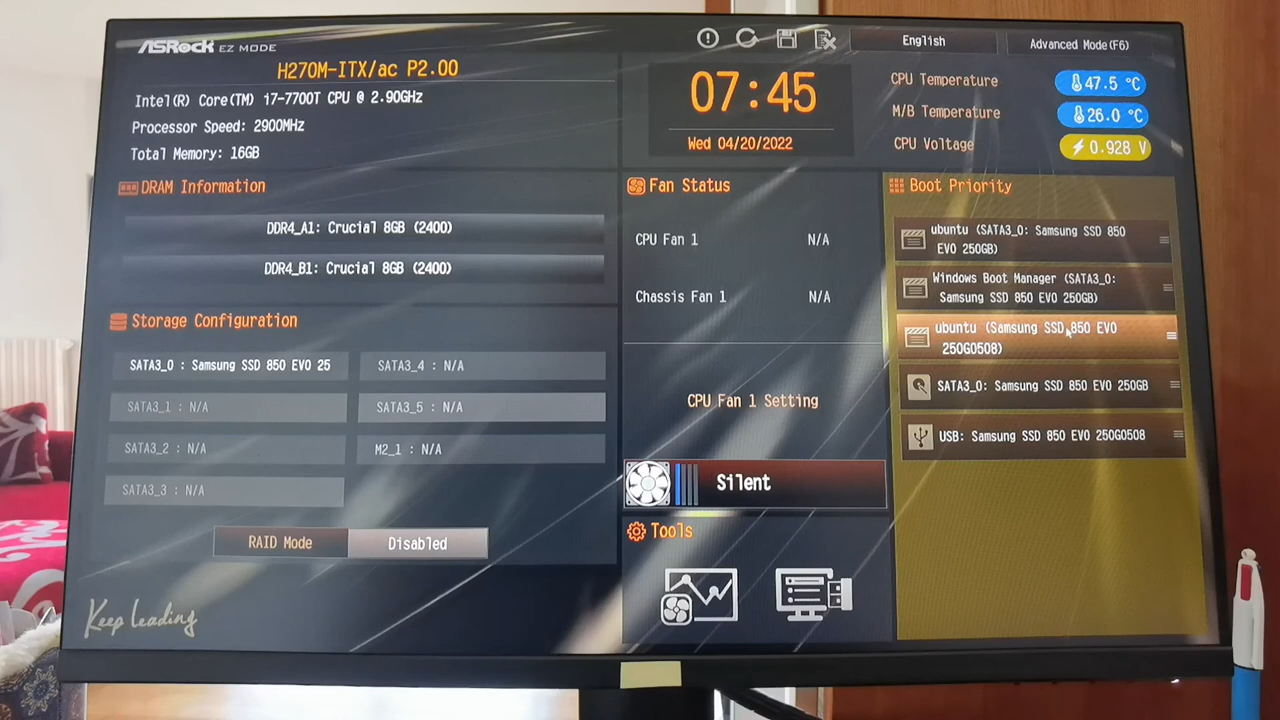 ASRock EZ MODE
English
Advanced Mode(F6)
H270M-ITX/ac P2.00
Intel(R) Core(TM) i7-7700T CPU @ 2.90GHz
Processor Speed: 2900MHz
Total Memory: 16GB
07:45
Wed 04/20/2022
CPU Temperature
47.5 °C
M/B Temperature
26.0 °C
CPU Voltage
0.928 V
DRAM Information
DDR4_A1: Crucial 8GB (2400)
DDR4_B1: Crucial 8GB (2400)
Storage Configuration
SATA3_0 : Samsung SSD 850 EVO 25
SATA3_4 : N/A
SATA3_1 : N/A
SATA3_5 : N/A
SATA3_2 : N/A
M2_1 : N/A
SATA3_3 : N/A
RAID Mode
Disabled
Keep Leading
Fan Status
CPU Fan 1
N/A
Chassis Fan 1
N/A
CPU Fan 1 Setting
Silent
Tools
Boot Priority
ubuntu (SATA3_0: Samsung SSD 850
EVO 250GB)
Windows Boot Manager (SATA3_0:
Samsung SSD 850 EVO 250GB)
ubuntu (Samsung SSD 850 EVO
250G0508)
SATA3_0: Samsung SSD 850 EVO 250GB
USB: Samsung SSD 850 EVO 250G0508